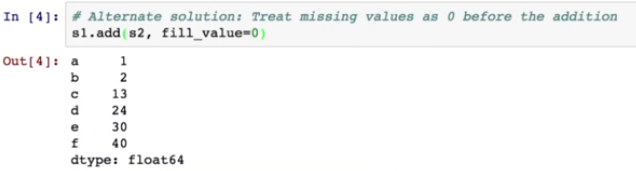 In [4]: # Alternate solution: Treat missing values as 0 before the addition
s1.add(s2, fill_value=0)
Out[4]: a 1
b 2
c 13
d 24
e 30
f 40
dtype: float64